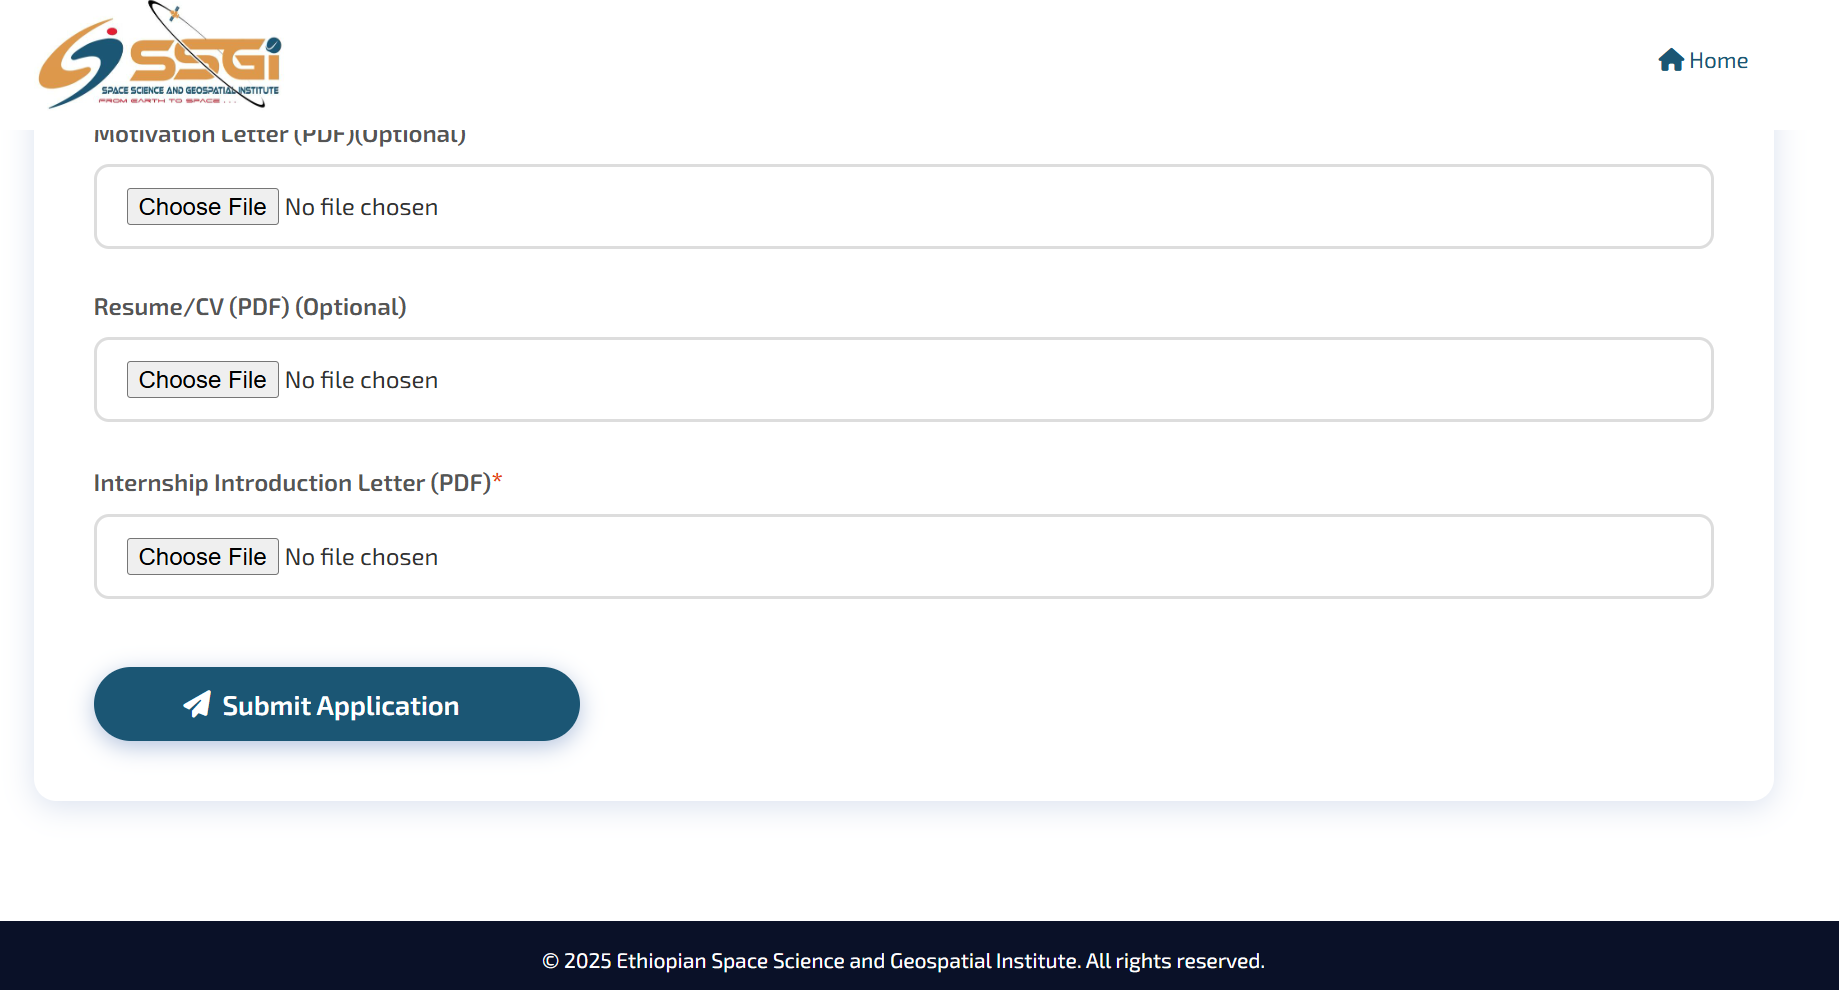 SSGi
SPACE SCIENCE AND GEOSPATIAL INSTITUTE
FROM EARTH TO SPACE . . .
Home
Motivation Letter (PDF)(Optional)
Choose File No file chosen
Resume/CV (PDF) (Optional)
Choose File No file chosen
Internship Introduction Letter (PDF)*
Choose File No file chosen
Submit Application
© 2025 Ethiopian Space Science and Geospatial Institute. All rights reserved.